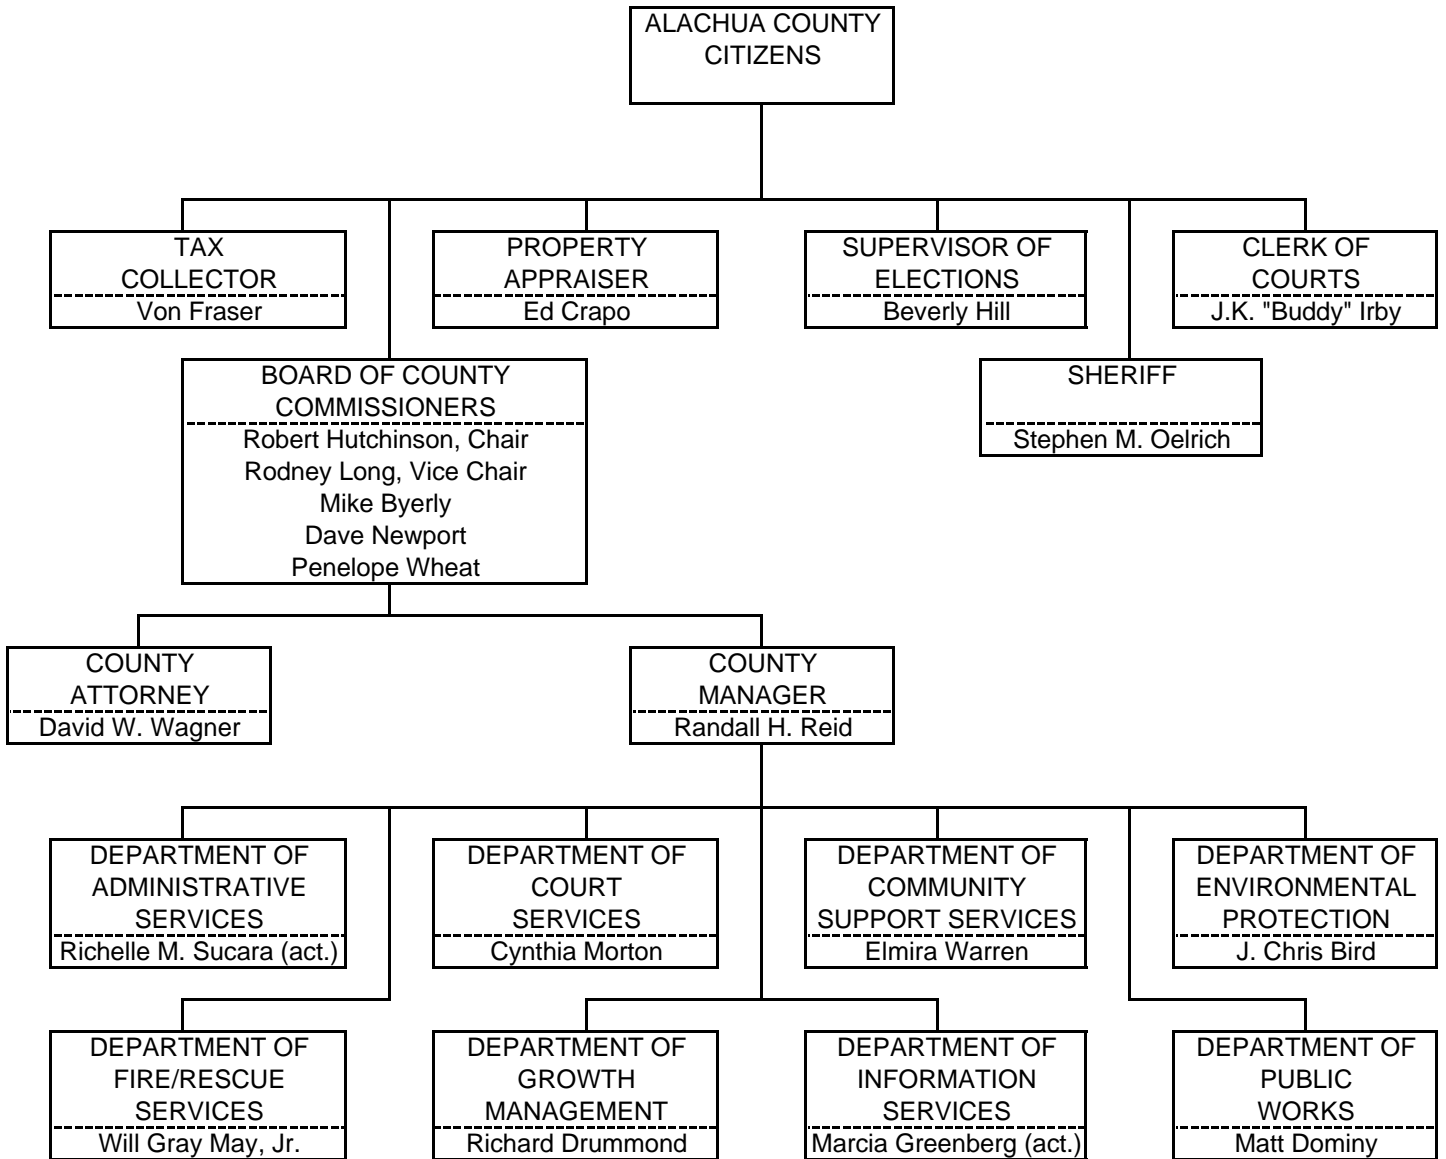 ALACHUA COUNTY
CITIZENS
TAX
COLLECTOR
Von Fraser
PROPERTY
APPRAISER
Ed Crapo
SUPERVISOR OF
ELECTIONS
Beverly Hill
CLERK OF
COURTS
J.K. "Buddy" Irby
BOARD OF COUNTY
COMMISSIONERS
Robert Hutchinson, Chair
Rodney Long, Vice Chair
Mike Byerly
Dave Newport
Penelope Wheat
SHERIFF
Stephen M. Oelrich
COUNTY
ATTORNEY
David W. Wagner
COUNTY
MANAGER
Randall H. Reid
DEPARTMENT OF
ADMINISTRATIVE
SERVICES
Richelle M. Sucara (act.)
DEPARTMENT OF
COURT
SERVICES
Cynthia Morton
DEPARTMENT OF
COMMUNITY
SUPPORT SERVICES
Elmira Warren
DEPARTMENT OF
ENVIRONMENTAL
PROTECTION
J. Chris Bird
DEPARTMENT OF
FIRE/RESCUE
SERVICES
Will Gray May, Jr.
DEPARTMENT OF
GROWTH
MANAGEMENT
Richard Drummond
DEPARTMENT OF
INFORMATION
SERVICES
Marcia Greenberg (act.)
DEPARTMENT OF
PUBLIC
WORKS
Matt Dominy